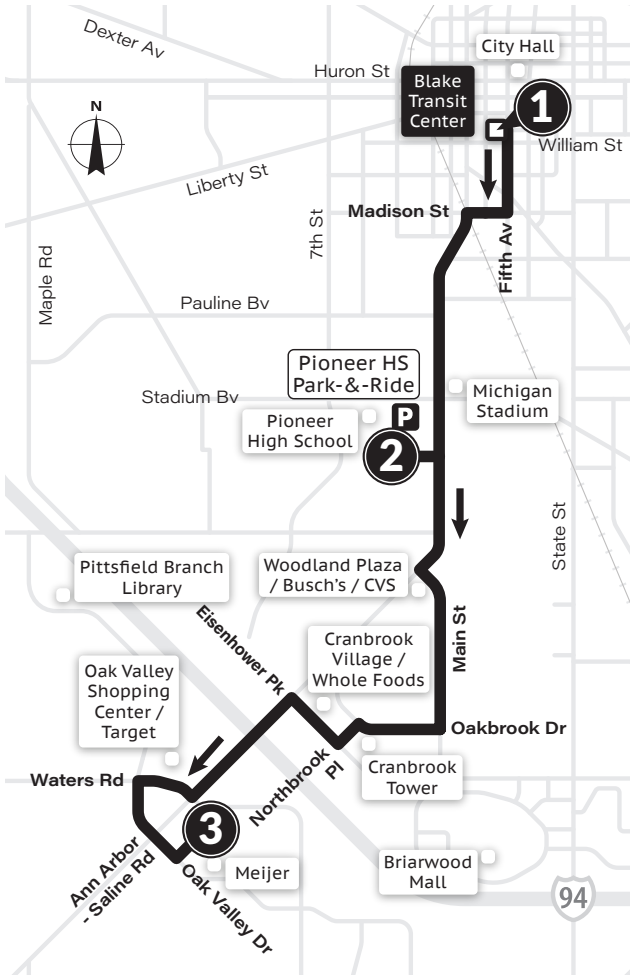 Dexter Av
City Hall
Huron St
Blake
Transit
Center
1
N
William St
Liberty St
Madison St
7th St
Fifth Av
Maple Rd
Pauline Bv
Pioneer HS
Park-&-Ride
Stadium Bv
P
Michigan
Stadium
Pioneer
High School
2
State St
Pittsfield Branch
Library
Woodland Plaza
/ Busch's / CVS
Eisenhower Pk
Main St
Cranbrook
Village /
Whole Foods
Oak Valley
Shopping
Center /
Target
Oakbrook Dr
Northbrook
Pl
Cranbrook
Tower
Waters Rd
3
Ann Arbor
- Saline Rd
Oak Valley Dr
Meijer
Briarwood
Mall
94